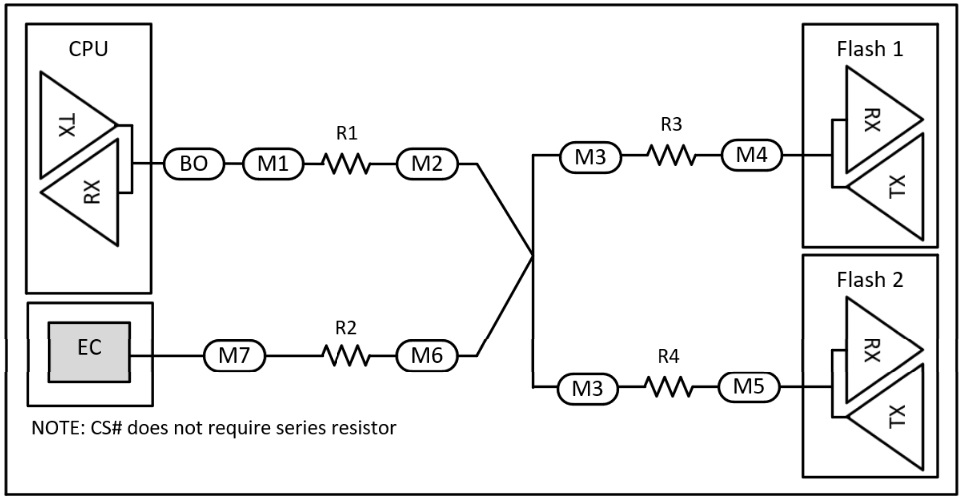 CPU
TX
RX
BO
M1
R1
M2
EC
M7
R2
M6
NOTE: CS# does not require series resistor
M3
R3
M4
Flash 1
RX
TX
M3
R4
M5
Flash 2
RX
TX